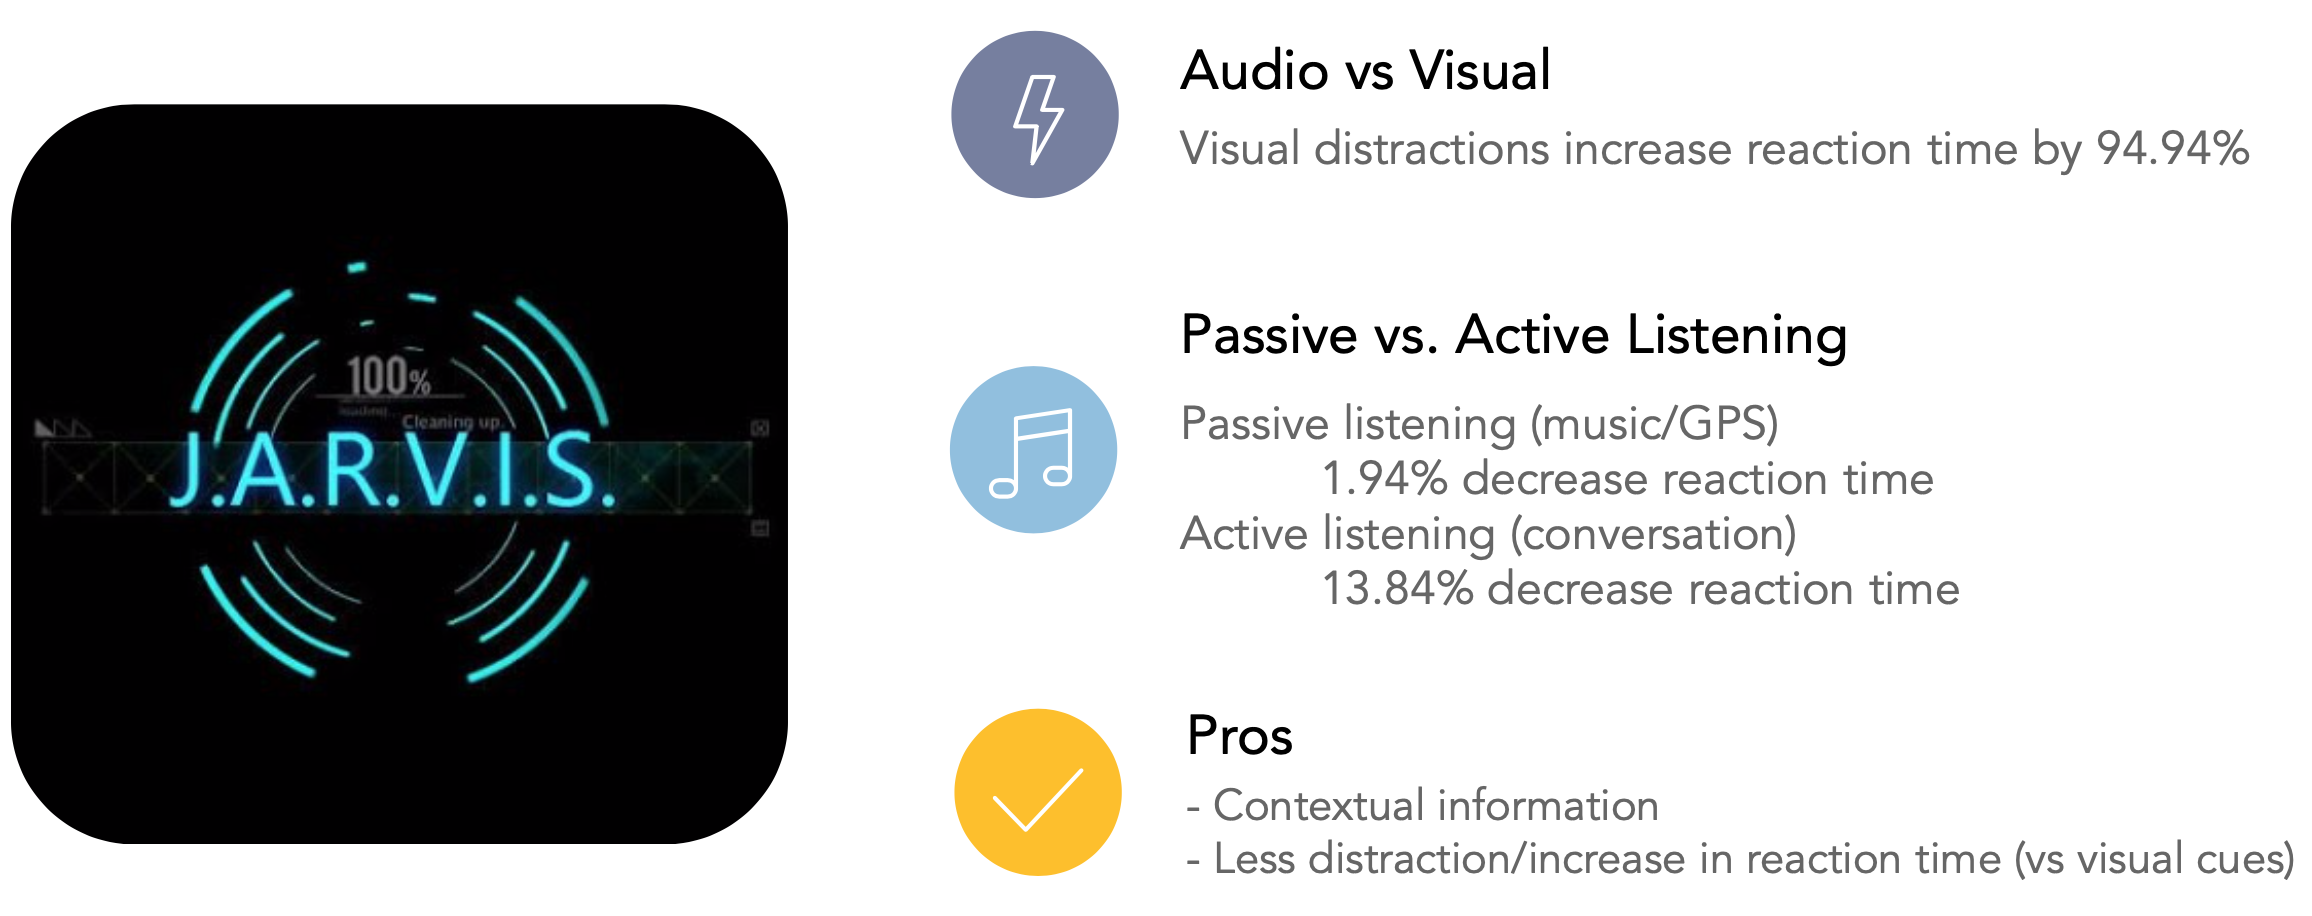 100%
loading...
Cleaning up.
J.A.R.V.I.S.
Audio vs Visual
Visual distractions increase reaction time by 94.94%
Passive vs. Active Listening
Passive listening (music/GPS)
1.94% decrease reaction time
Active listening (conversation)
13.84% decrease reaction time
Pros
- Contextual information
- Less distraction/increase in reaction time (vs visual cues)